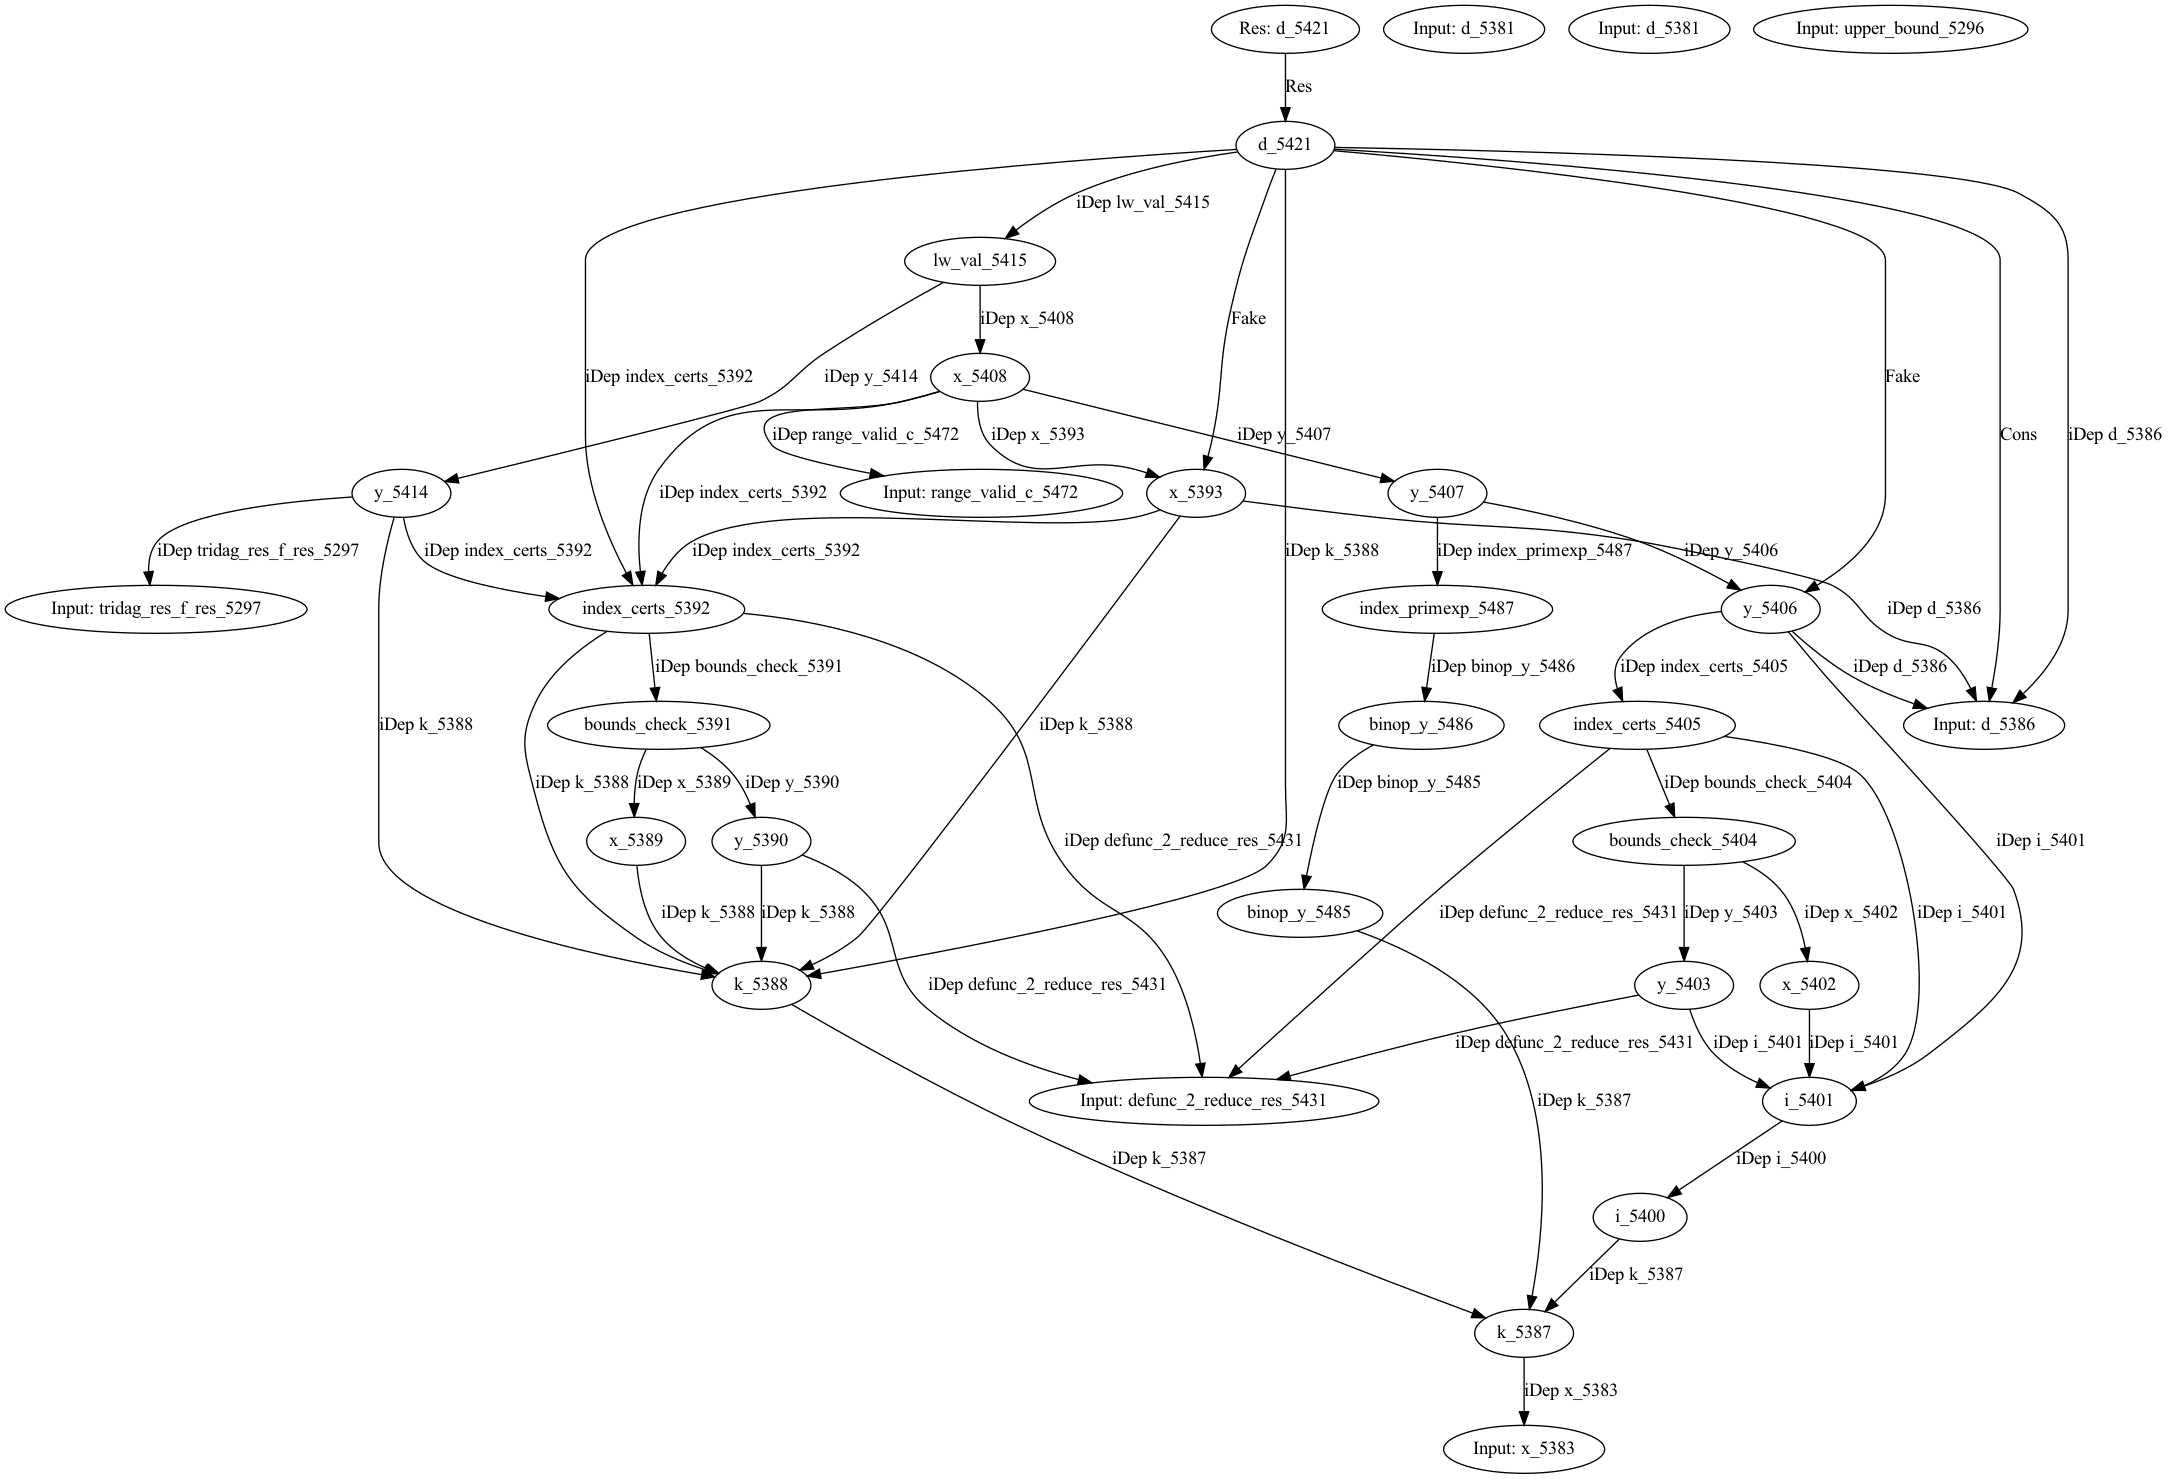 Res: d_5421
Input: d_5381
Input: d_5381
Input: upper_bound_5296
Res
d_5421
iDep lw_val_5415
lw_val_5415
iDep x_5408
Fake
iDep index_certs_5392
iDep y_5414
x_5408
Fake
iDep range_valid_c_5472
iDep x_5393
iDep y_5407
Cons
iDep d_5386
y_5414
iDep index_certs_5392
Input: range_valid_c_5472
x_5393
y_5407
iDep tridag_res_f_res_5297
iDep index_certs_5392
iDep index_certs_5392
iDep k_5388
iDep index_primexp_5487
iDep y_5406
Input: tridag_res_f_res_5297
index_certs_5392
index_primexp_5487
y_5406
iDep d_5386
iDep bounds_check_5391
iDep binop_y_5486
iDep index_certs_5405
iDep d_5386
iDep k_5388
bounds_check_5391
iDep k_5388
binop_y_5486
index_certs_5405
Input: d_5386
iDep k_5388
iDep x_5389
iDep y_5390
iDep binop_y_5485
iDep bounds_check_5404
x_5389
y_5390
iDep defunc_2_reduce_res_5431
bounds_check_5404
iDep i_5401
iDep k_5388
iDep k_5388
binop_y_5485
iDep defunc_2_reduce_res_5431
iDep y_5403
iDep x_5402
iDep i_5401
k_5388
iDep defunc_2_reduce_res_5431
y_5403
x_5402
iDep defunc_2_reduce_res_5431
iDep i_5401
iDep i_5401
Input: defunc_2_reduce_res_5431
iDep k_5387
i_5401
iDep k_5387
iDep i_5400
i_5400
iDep k_5387
k_5387
iDep x_5383
Input: x_5383